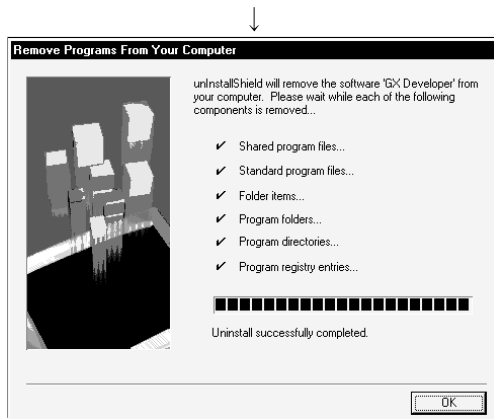 Remove Programs From Your Computer
unInstallShield will remove the software 'GX Developer' from
your computer.  Please wait while each of the following
components is removed...
Shared program files...
Standard program files...
Folder items...
Program folders...
Program directories...
Program registry entries...
Uninstall successfully completed.
OK